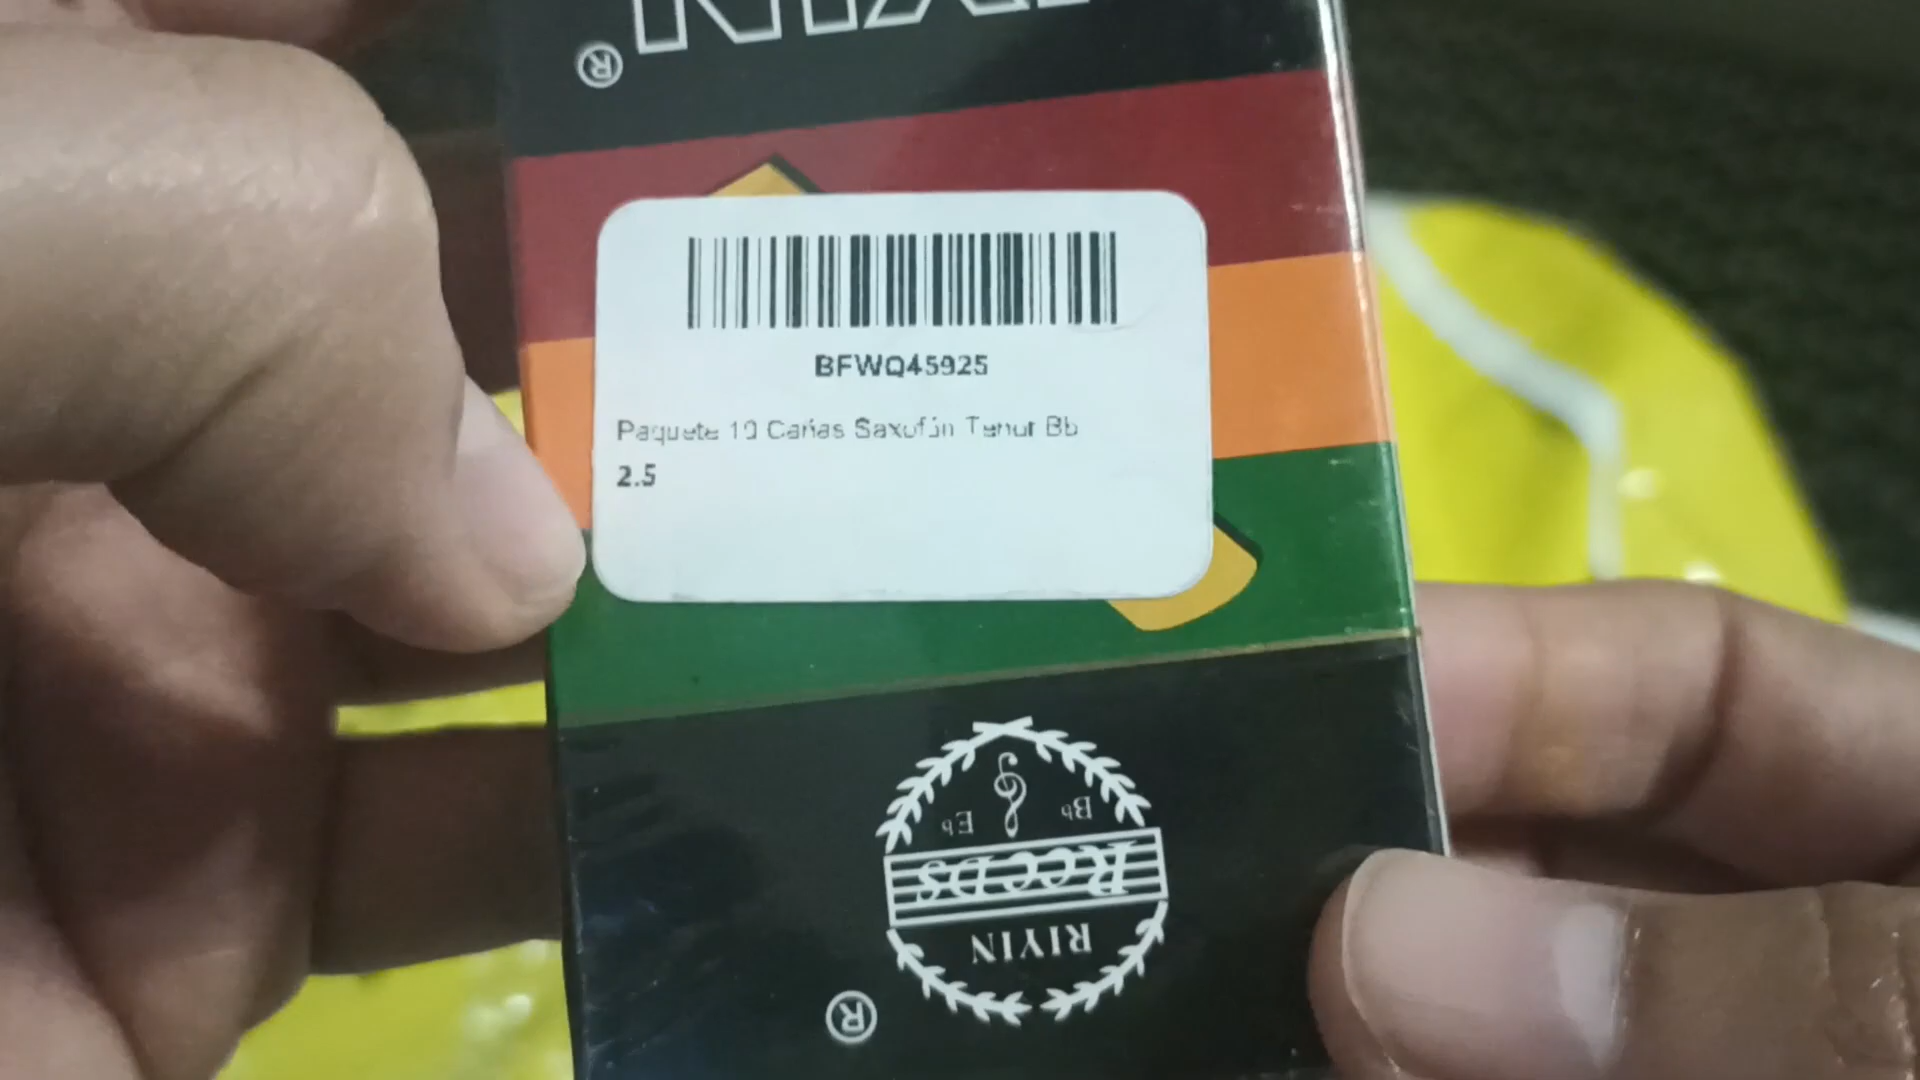 ®
BFWQ45925
Paquete 10 Cañas Saxofón Tenor Bb
2.5
Eb Bb
REEDS
RIYIN
®